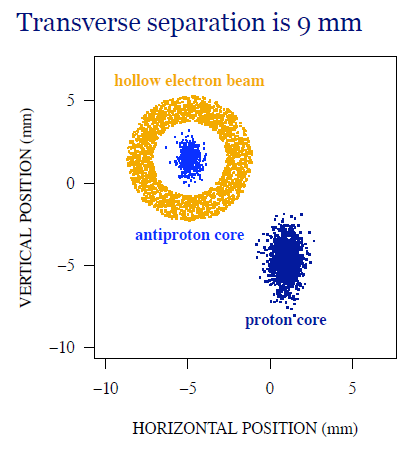 Transverse separation is 9 mm
hollow electron beam
antiproton core
proton core
VERTICAL POSITION (mm)
5
0
−5
−10
−10 −5 0 5
HORIZONTAL POSITION (mm)